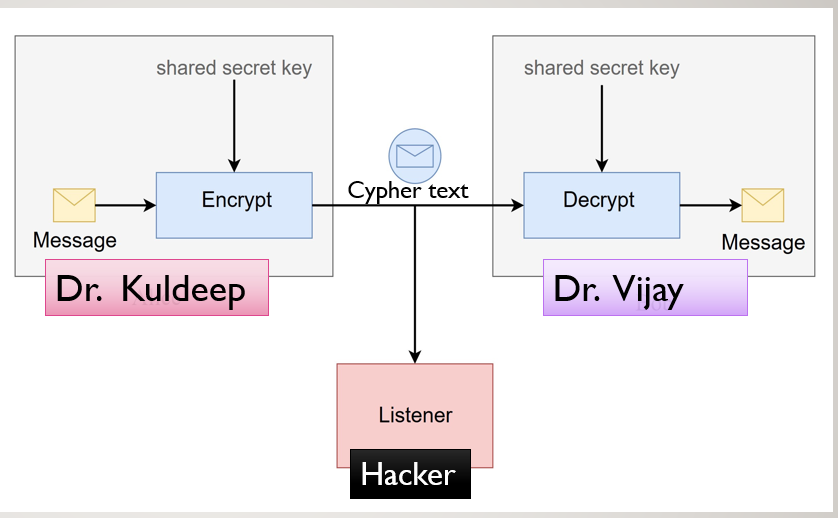 shared secret key
shared secret key
Cypher text
Encrypt
Decrypt
Message
Message
Dr. Kuldeep
Dr. Vijay
Listener
Hacker